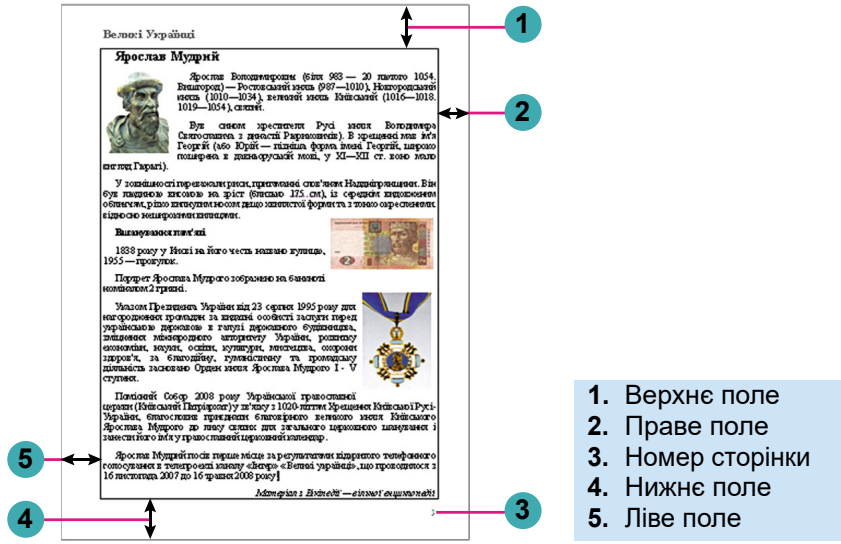 Великі Українці
1
Ярослав Мудрий
Ярослав Володимирович (біля 983 — 20 лютого 1054,
Вишгород) — Ростовський князь (987—1010), Новгородський
князь (1010—1034), великий князь Київський (1016—1018,
1019—1054), святий.
2
Був сином хрестителя Русі князя Володимира
Святославича з династії Рюриковичів). В хрещенні мав ім'я
Георгій (або Юрій — пізніша форма імені Георгій, широко
поширена в давньоруській мові, у XI—XII ст. воно мало
вигляд Гюргі).
У зовнішності переважали риси, притаманні слов'янам Наддніпрянщини. Він
був людиною високою на зріст (близько 175 см), із середнім видовженим
обличчям, різко вигнутим носом дещо хвилястої форми та з тонко окресленими,
відносно неширокими вилицями.
Вшанування пам'яті
1838 року у Києві на його честь названо вулицю,
1955 — провулок.
Портрет Ярослава Мудрого зображено на банкноті
номіналом 2 гривні.
Указом Президента України від 23 серпня 1995 року для
нагородження громадян за видатні особисті заслуги перед
українською державою в галузі державного будівництва,
зміцнення міжнародного авторитету України, розвитку
економіки, науки, освіти, культури, мистецтва, охорони
здоров'я, за благодійну, гуманістичну та громадську
діяльність засновано Орден князя Ярослава Мудрого I - V
ступеня.
Помісний Собор 2008 року Української православної
церкви (Київський Патріархат) у зв'язку з 1020-літтям Хрещення Київської Русі-
України, благословив приєднати благовірного великого князя Київського
Ярослава Мудрого до лику святих для загального церковного шанування і
занести його ім'я у православний церковний календар.
5
Ярослав Мудрий посів перше місце за результатами відкритого телефонного
голосування в телепроекті каналу «Інтер» «Великі українці», що проводилося з
16 листопада 2007 до 16 травня 2008 року
Матеріал з Вікіпедії — вільної енциклопедії
4
3
1. Верхнє поле
2. Праве поле
3. Номер сторінки
4. Нижнє поле
5. Ліве поле